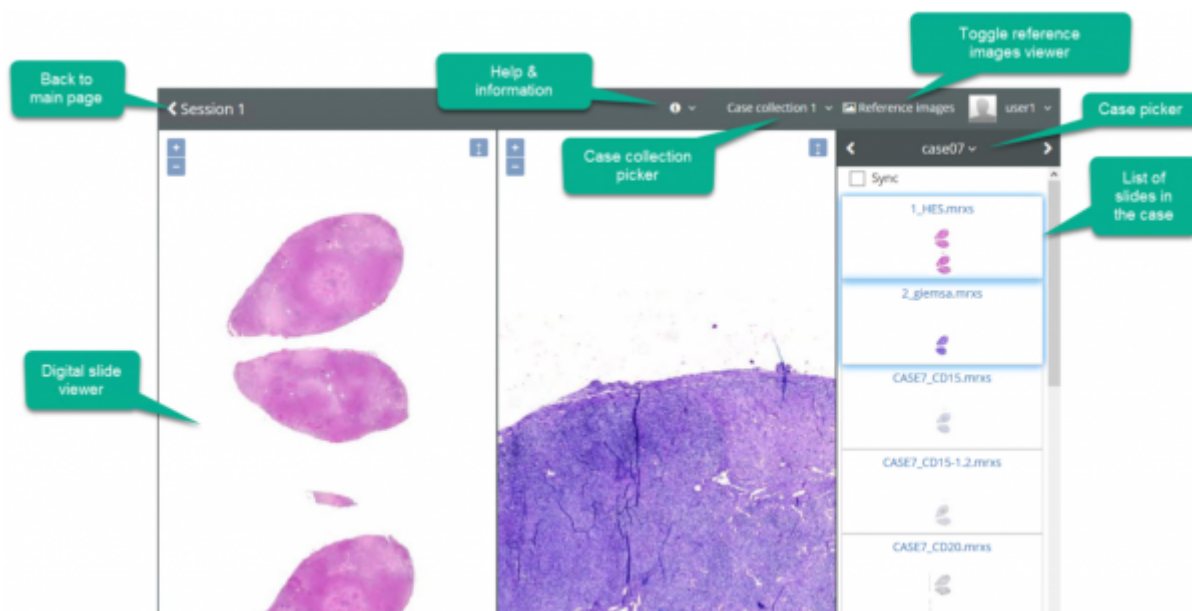 Toggle reference
images viewer
Back to
main page
Help &
information
Session 1
Case collection 1
Reference images
user1
Case picker
Case collection
picker
case07
Sync
List of
slides in
the case
1_HES.mrxs
2_giemsa.mrxs
Digital slide
viewer
CASE7_CD15.mrxs
CASE7_CD15-1.2.mrxs
CASE7_CD20.mrxs